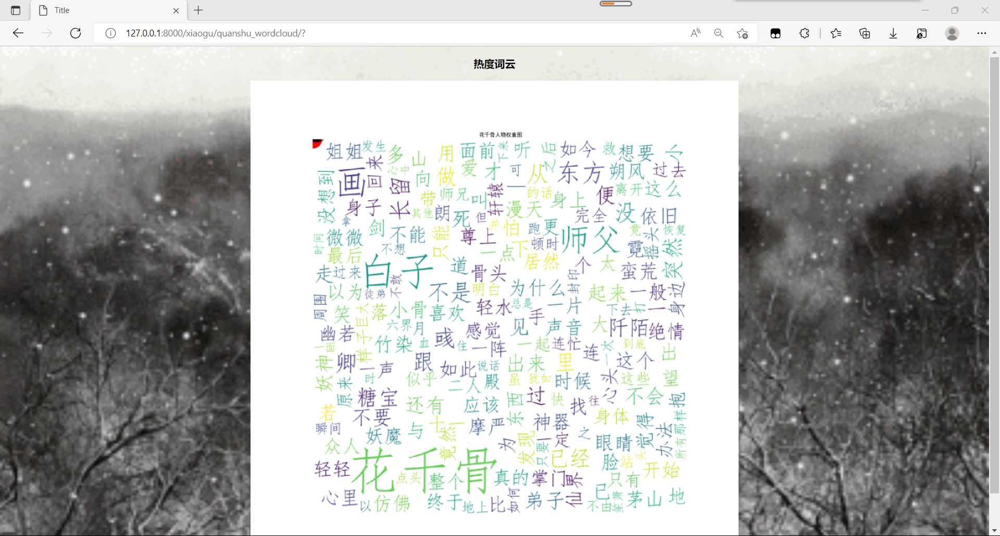 Title
127.0.0.1:8000/xiaogu/quanshu_wordcloud/?
热度词云
花千骨人物权重图
姐姐 发生 多 山 用 面前 下来 听 之后 如今 救 想要 小
没想到 画 回来 心中 向 做 爱 才 可 从 东方 朔风 过去
身子 长留 带 师兄 叫 轩辕 一 的话 身上 便 离开 这么
拿 其他 朗 死 但 漫天 完全 没 依旧
时间 微微 剑 不能 只能 尊上 并 怕 跑 更 师父 竟 摇头 恢复
最后 不想 一点 下 顿时 霓 突然
走过来 白子 不敢 道 骨头 居然 个 太 蛮荒
以为 徒弟 不是 明白 为什么 封印 起来 一般 身边
周围 笑 巨大 落 小骨 喜欢 轻水 总是 手 一片 下去 打 一
幽若 样子 六界 月 彧 感觉 见 声音 大 阡陌 绝情
一面 一样 竹染 血 住 一阵 一起 连忙 连 一次 到底 出
妖神 卿 一声 跟 如此 说话 出来 里 这个
原来 时 似乎 二人 殿 虽 犹如 时候 心头 这些 望
糖宝 还有 应该 东西 过 快 找 往 不会 抱
若 不要 十一 摩严 神器 身体 觉得 那样
瞬间 妖魔 与 竟然 为 发现 一定 之 眼睛 办法 所有
众人 只要 已经 脸 站 头
轻轻 花千骨 点头 整个 真的 掌门 仙界 只有 开始
心里 以 仿佛 终于 地上 比 如何 弟子 已 不由 笙箫 茅山 地